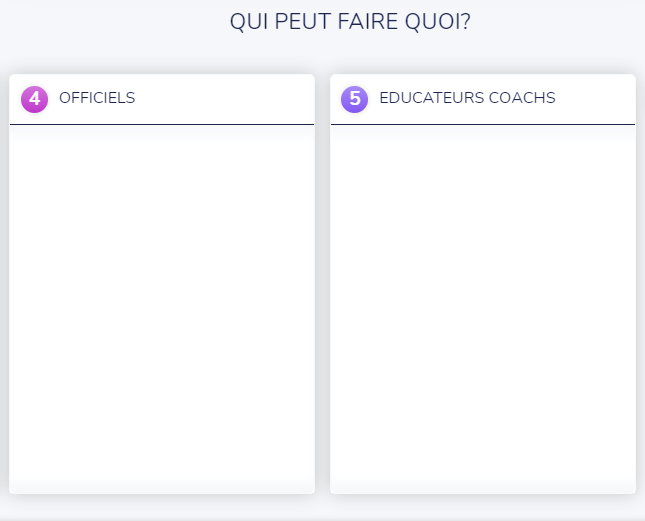 QUI PEUT FAIRE QUOI?
4 OFFICIELS
5 EDUCATEURS COACHS